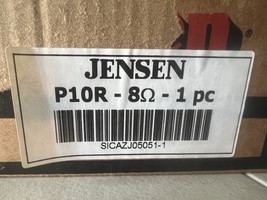 JENSEN
P10R - 8Ω - 1 pc
SICAZJ05051-1